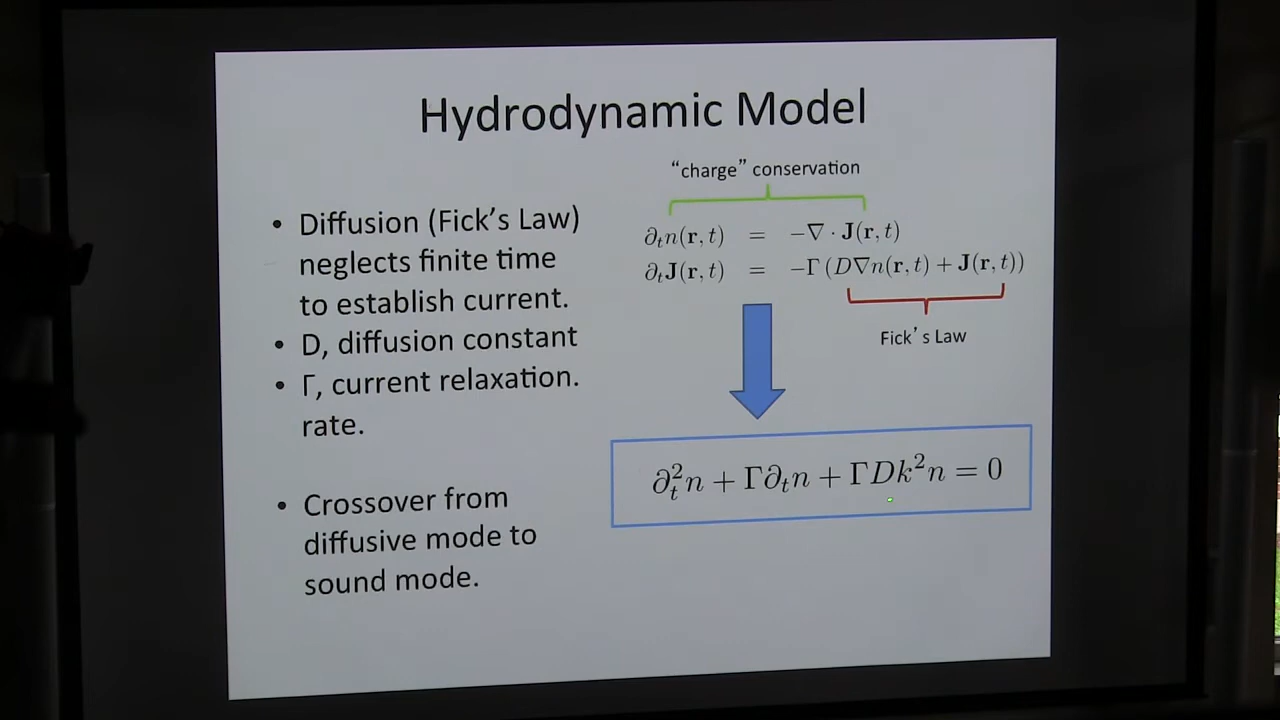 Hydrodynamic Model
“charge” conservation
• Diffusion (Fick’s Law)
neglects finite time
to establish current.
• D, diffusion constant
• Γ, current relaxation.
rate.
• Crossover from
diffusive mode to
sound mode.
∂ₜn(r, t) = −∇ · J(r, t)
∂ₜJ(r, t) = −Γ (D∇n(r, t) + J(r, t))
Fick’s Law
∂ₜ²n + Γ∂ₜn + ΓDk²n = 0